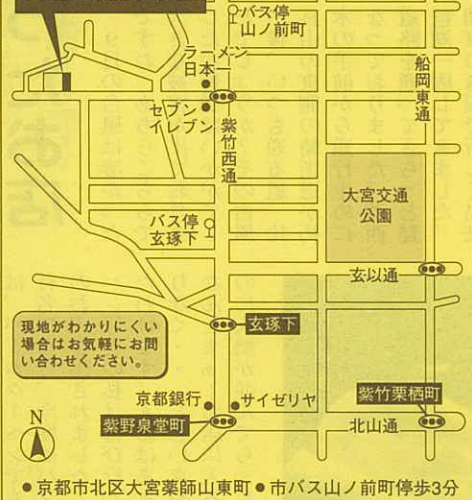 バス停
山ノ前町
ラーメン
日本一
セブン
イレブン
紫竹西通
船岡東通
大宮交通
公園
バス停
玄琢下
玄以通
現地がわかりにくい
場合はお気軽にお問
い合わせください。
玄琢下
京都銀行
サイゼリヤ
紫竹栗栖町
紫野泉堂町
北山通
N
●京都市北区大宮薬師山東町●市バス山ノ前町停歩3分